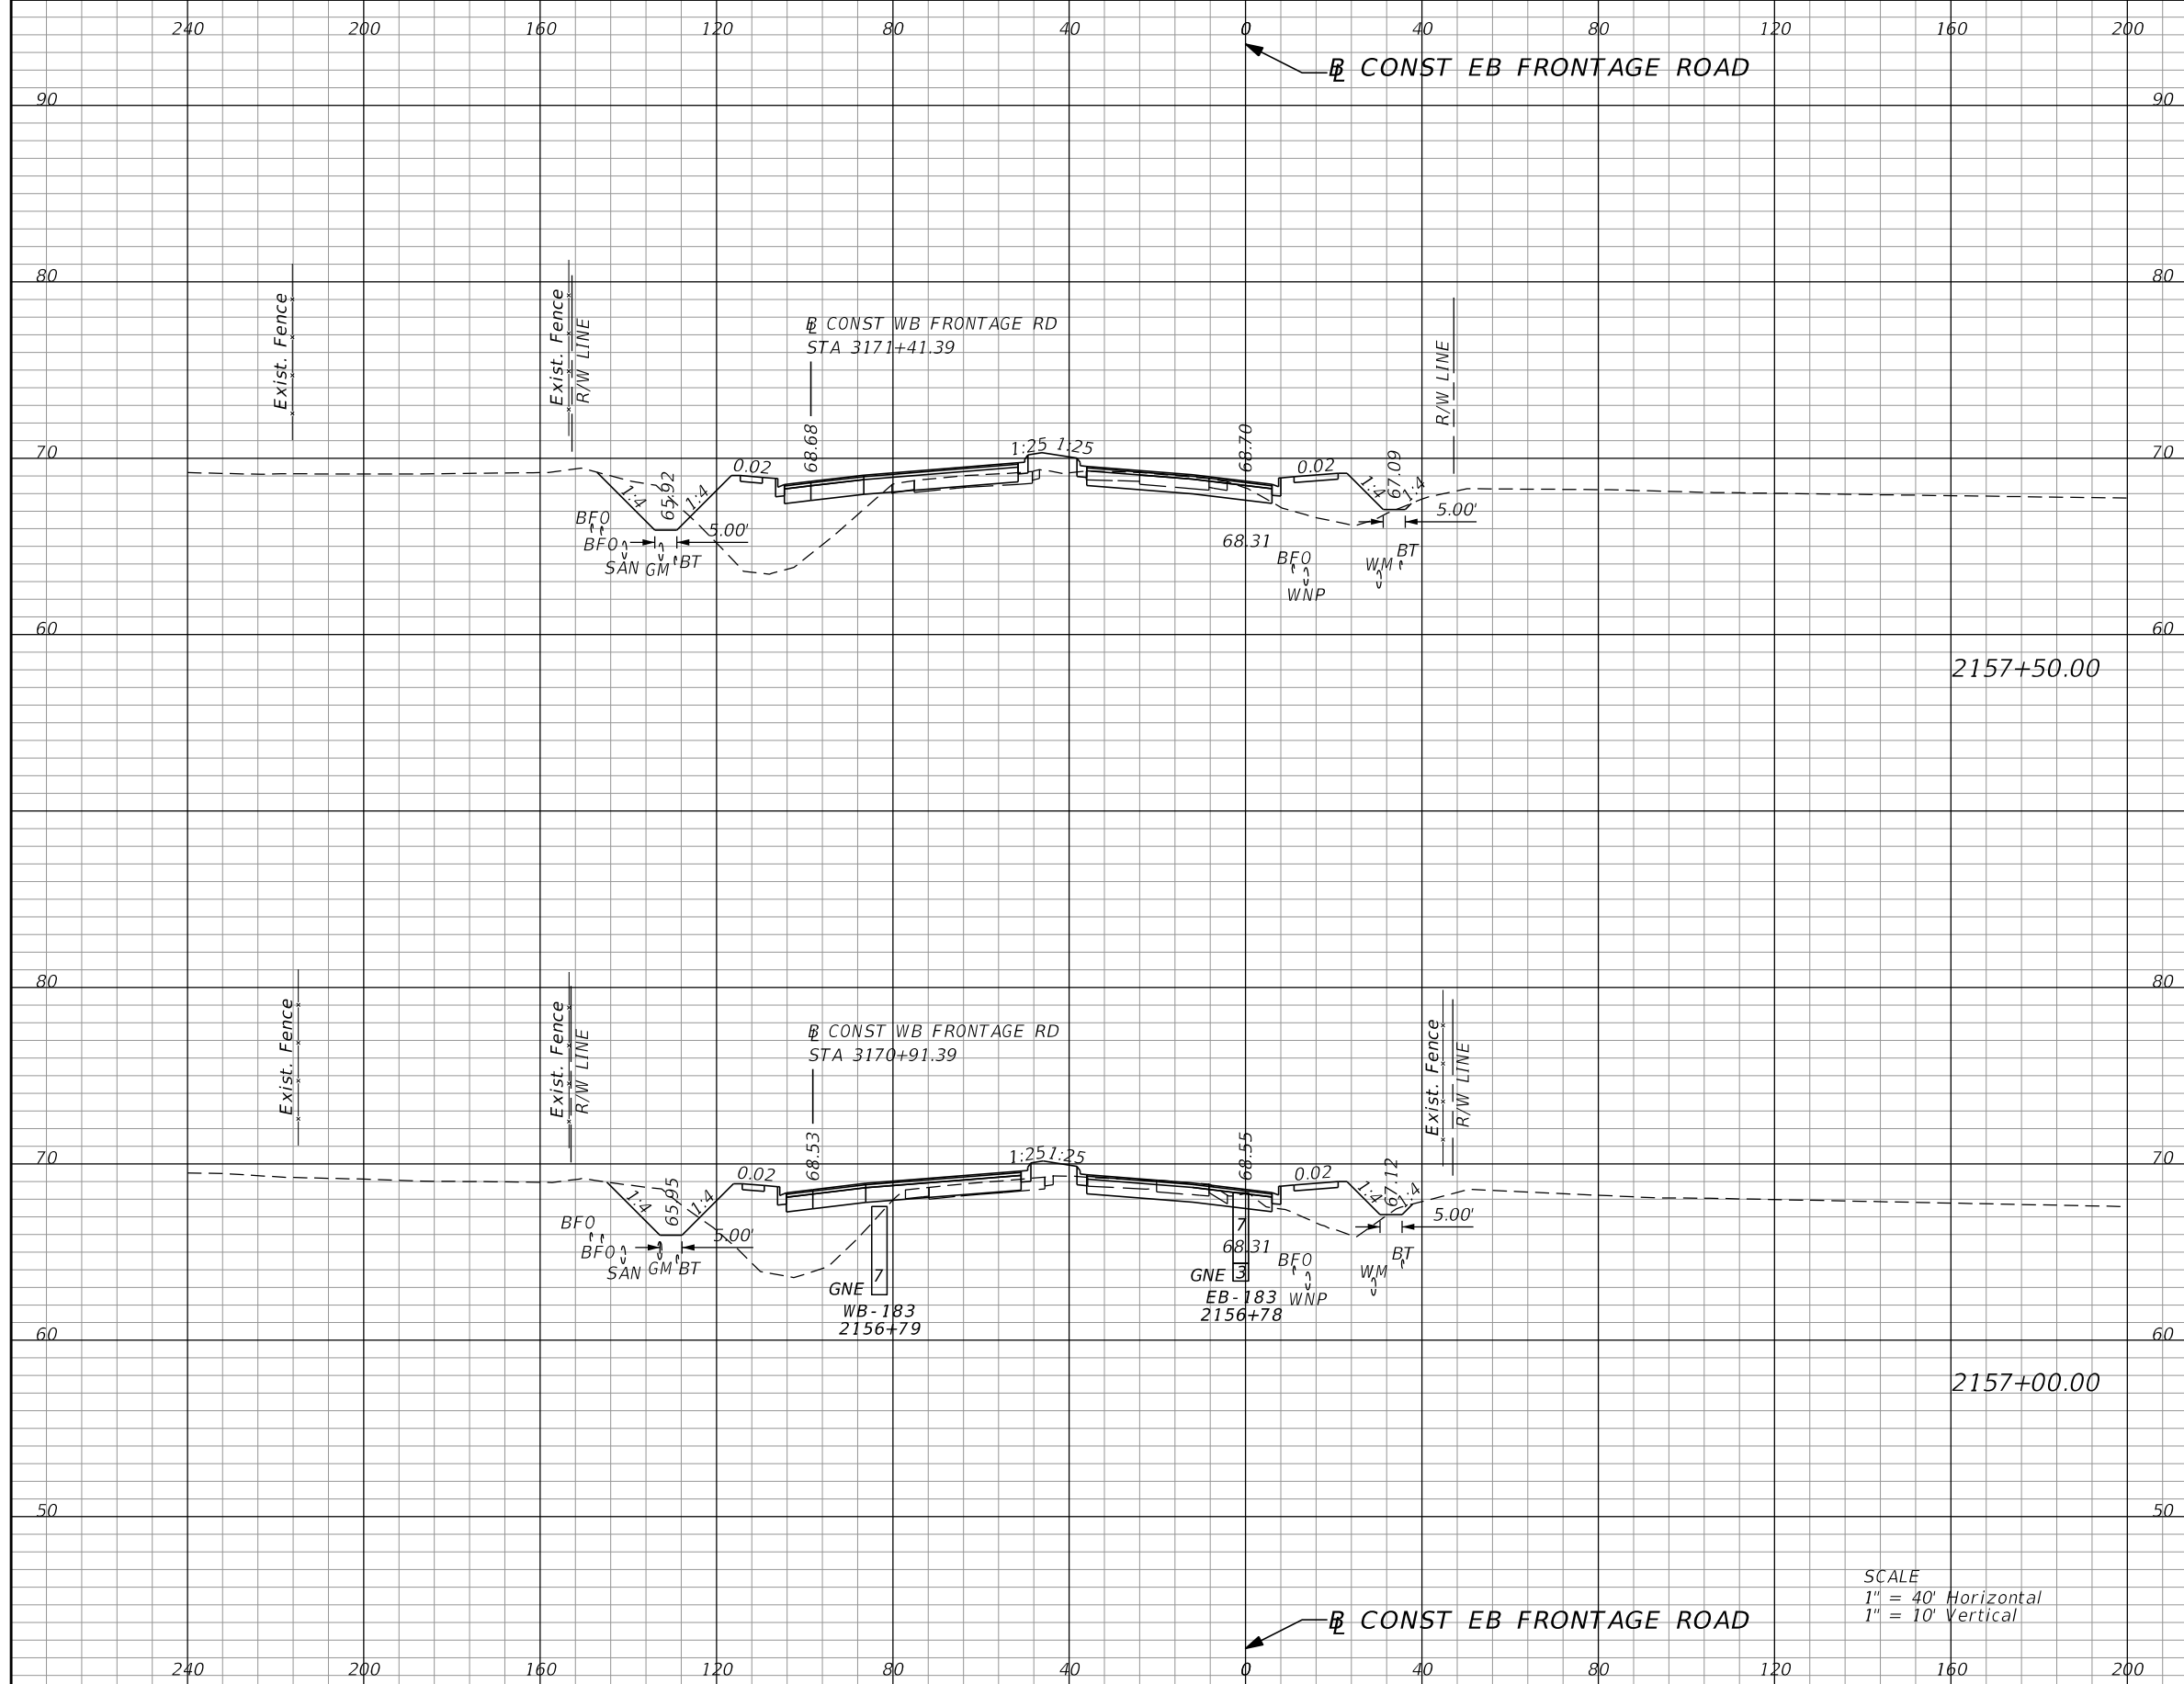 240 200 160 120 80 40 0 40 80 120 160 200
BL CONST EB FRONTAGE ROAD
90 90
80 80
Exist. Fence
Exist. Fence
R/W LINE
BL CONST WB FRONTAGE RD
STA 3171+41.39
R/W LINE
70 70
68.68
1:25 1:25
68.70
0.02
0.02
1:4
65.92
1:4
1:4
67.09
1:4
5.00'
5.00'
BFO
BFO
SAN GM BT
68.31
BFO
WNP
WM
BT
60 60
2157+50.00
80 80
Exist. Fence
Exist. Fence
R/W LINE
BL CONST WB FRONTAGE RD
STA 3170+91.39
Exist. Fence
R/W LINE
70 70
68.53
1:25 1:25
68.55
0.02
0.02
1:4
65.95
1:4
1:4
67.12
1:4
5.00'
5.00'
BFO
BFO
SAN
GM BT
7
GNE
WB-183
2156+79
7
68.31
3
GNE
EB-183
2156+78
BFO
WNP
WM
BT
60 60
2157+00.00
50 50
SCALE
1" = 40' Horizontal
1" = 10' Vertical
BL CONST EB FRONTAGE ROAD
240 200 160 120 80 40 0 40 80 120 160 200